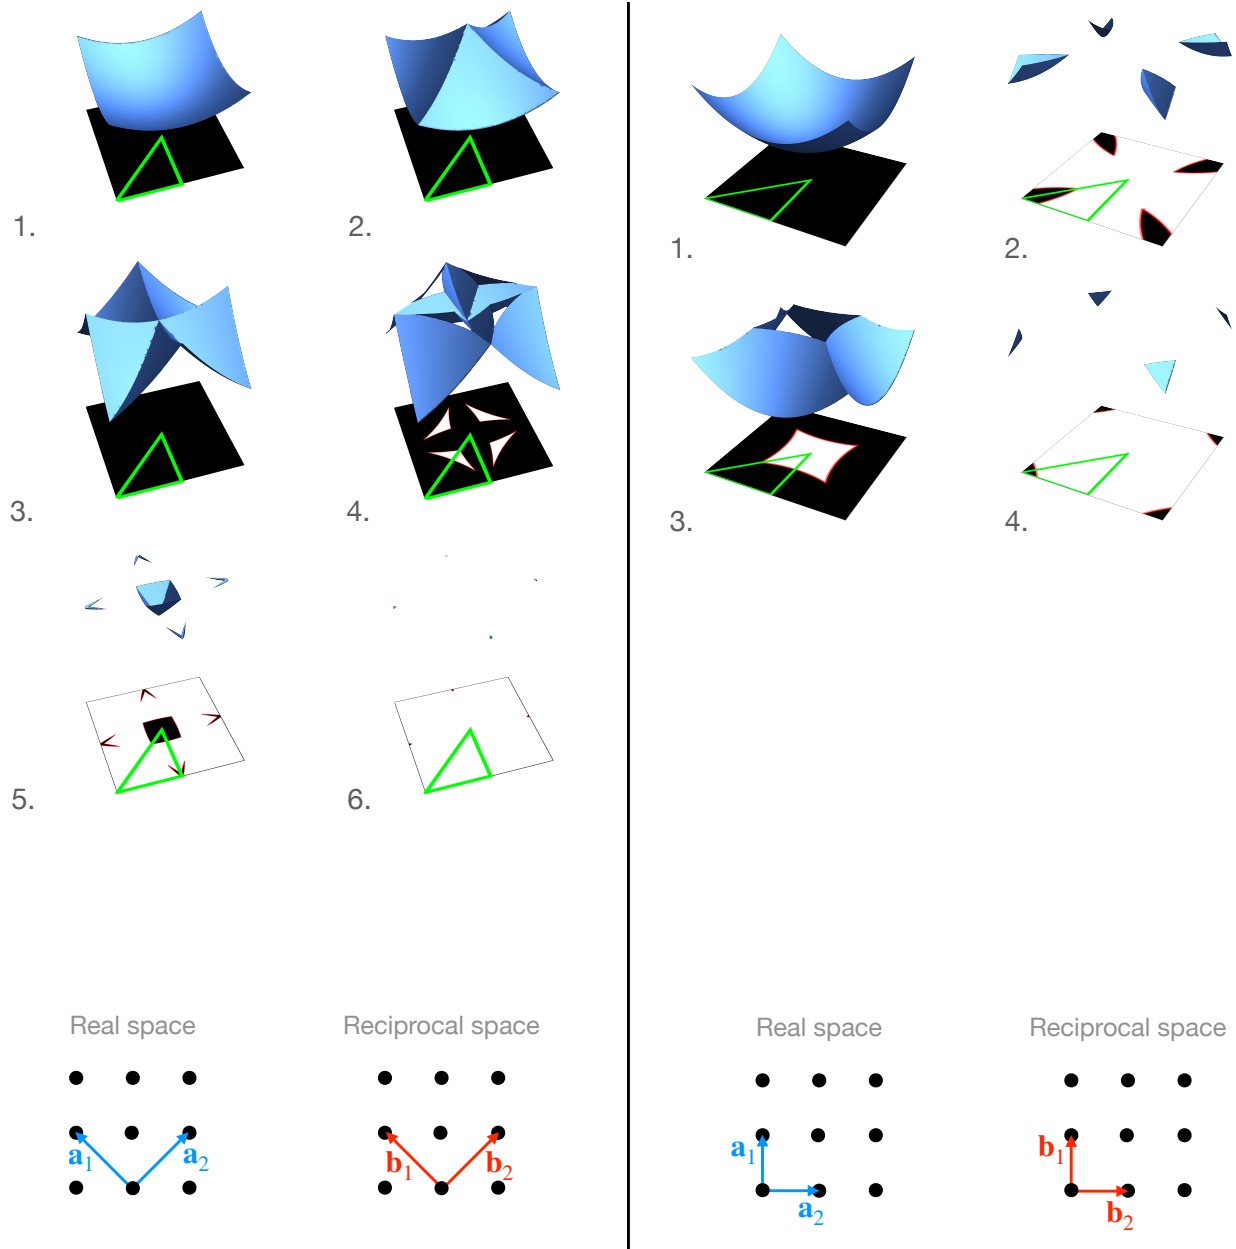 1.
2.
3.
4.
5.
6.
Real space
Reciprocal space
a1
a2
b1
b2
1.
2.
3.
4.
Real space
Reciprocal space
a1
a2
b1
b2